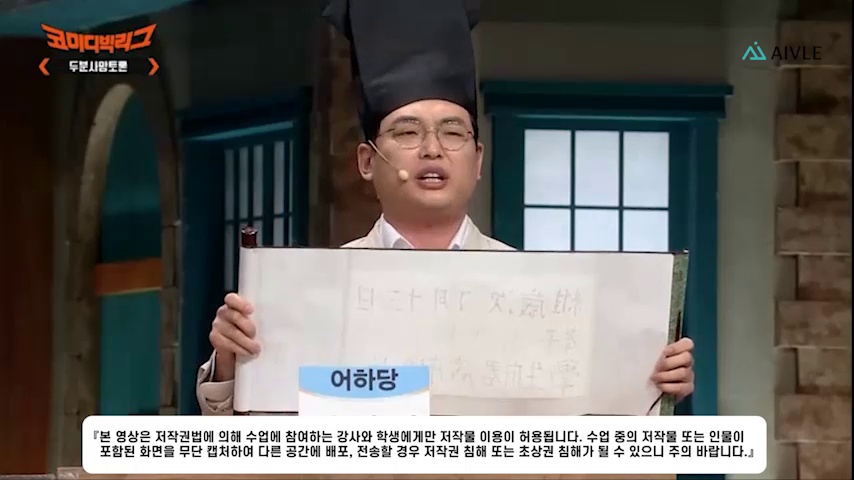 코미디빅리그
두분사망토론
AIVLE
어하당
『본 영상은 저작권법에 의해 수업에 참여하는 강사와 학생에게만 저작물 이용이 허용됩니다. 수업 중의 저작물 또는 인물이
포함된 화면을 무단 캡처하여 다른 공간에 배포, 전송할 경우 저작권 침해 또는 초상권 침해가 될 수 있으니 주의 바랍니다.』